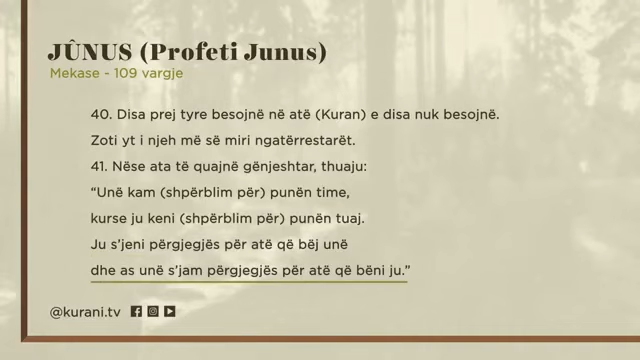 JÛNUS (Profeti Junus)
Mekase - 109 vargje
40. Disa prej tyre besojnë në atë (Kuran) e disa nuk besojnë.
Zoti yt i njeh më së miri ngatërrestarët.
41. Nëse ata të quajnë gënjeshtar, thuaju:
“Unë kam (shpërblim për) punën time,
kurse ju keni (shpërblim për) punën tuaj.
Ju s’jeni përgjegjës për atë që bëj unë
dhe as unë s’jam përgjegjës për atë që bëni ju.”
@kurani.tv